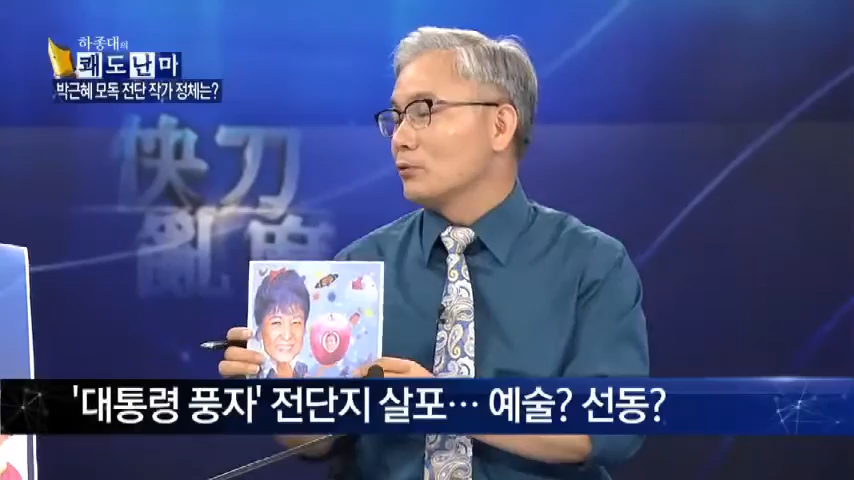 하종대의
쾌도난마
박근혜 모독 전단 작가 정체는?
快刀
亂麻
'대통령 풍자' 전단지 살포… 예술? 선동?